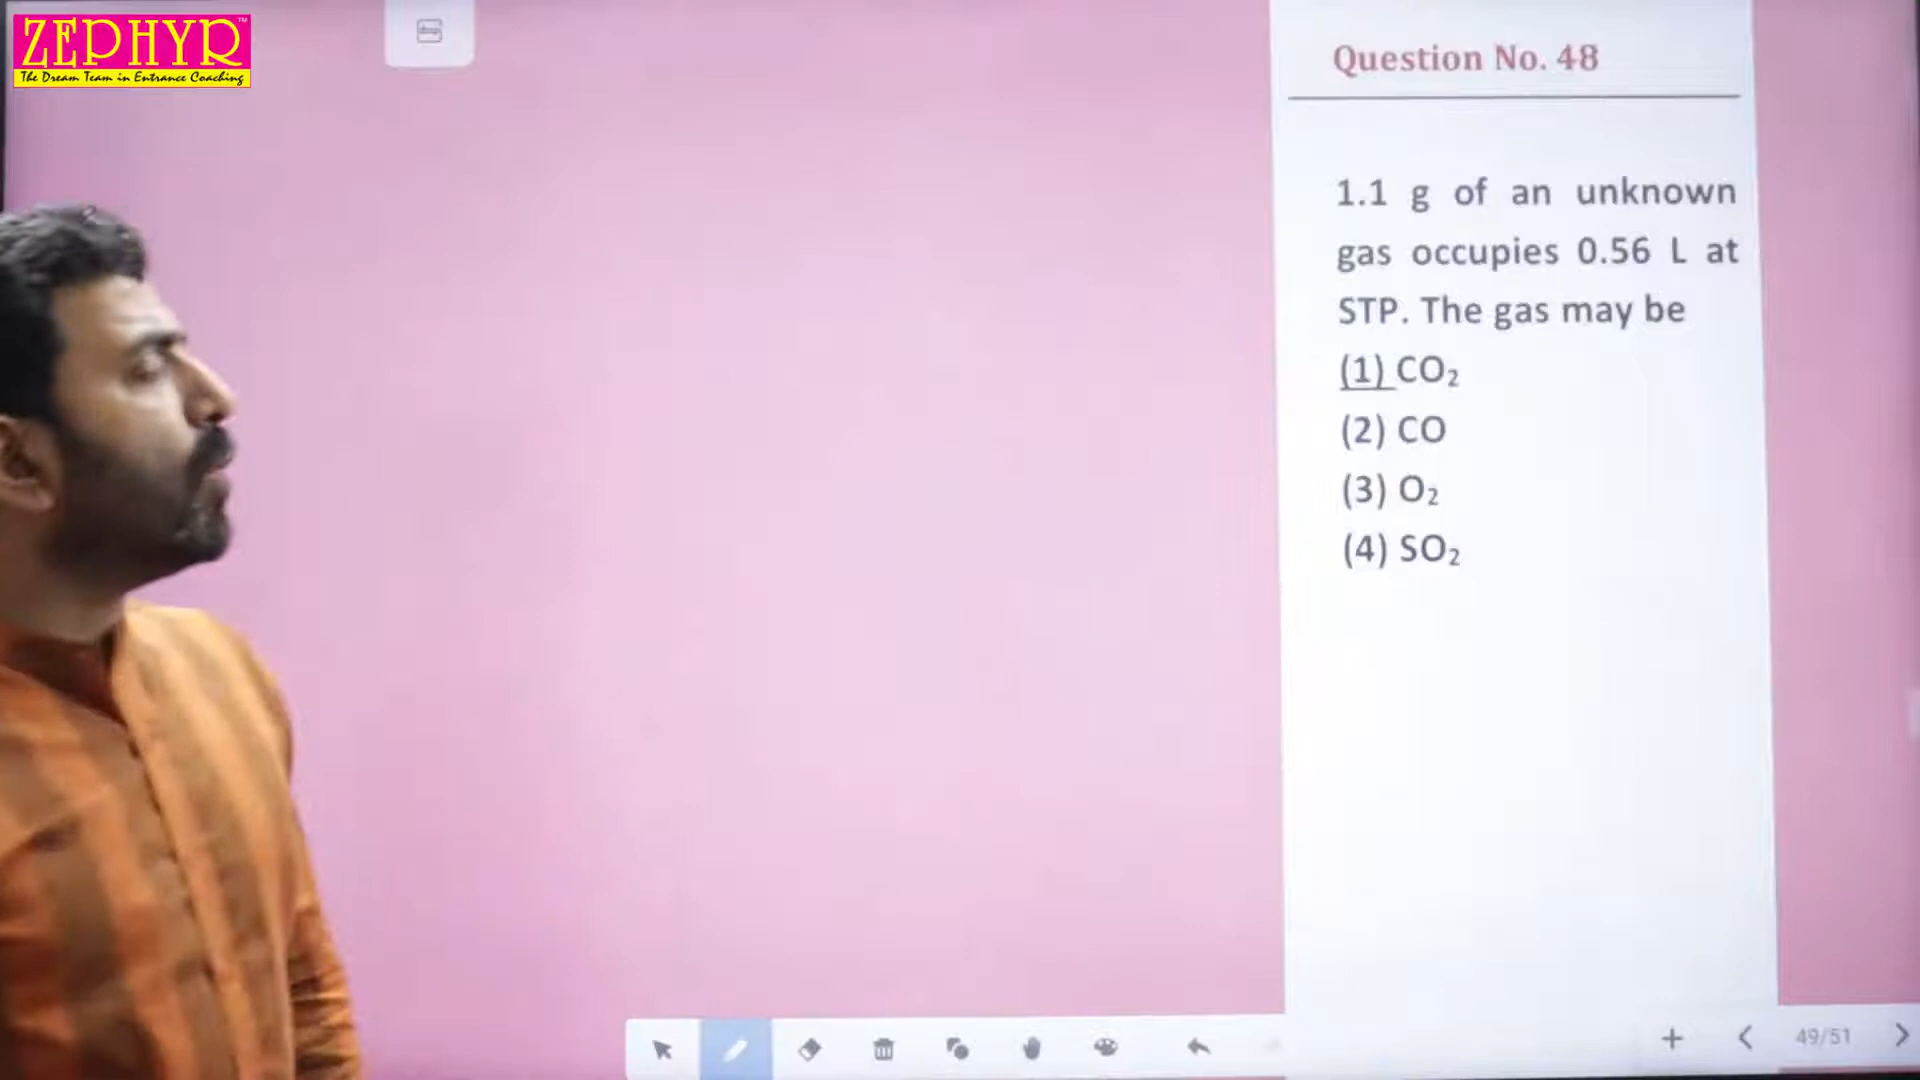 ZEPHYR™
The Dream Team in Entrance Coaching
Question No. 48
1.1 g of an unknown
gas occupies 0.56 L at
STP. The gas may be
(1) CO₂
(2) CO
(3) O₂
(4) SO₂
49/51